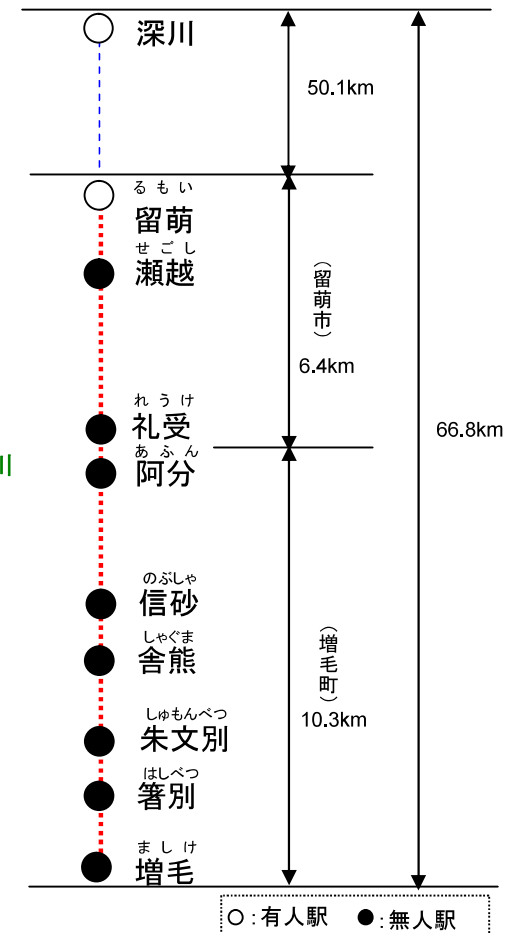 深川
50.1km
るもい
留萌
せごし
瀬越
（留萌市）
6.4km
れうけ
礼受
66.8km
あふん
阿分
のぶしゃ
信砂
しゃぐま
舎熊
（増毛町）
10.3km
しゅもんべつ
朱文別
はしべつ
箸別
ましけ
増毛
○:有人駅 ●:無人駅